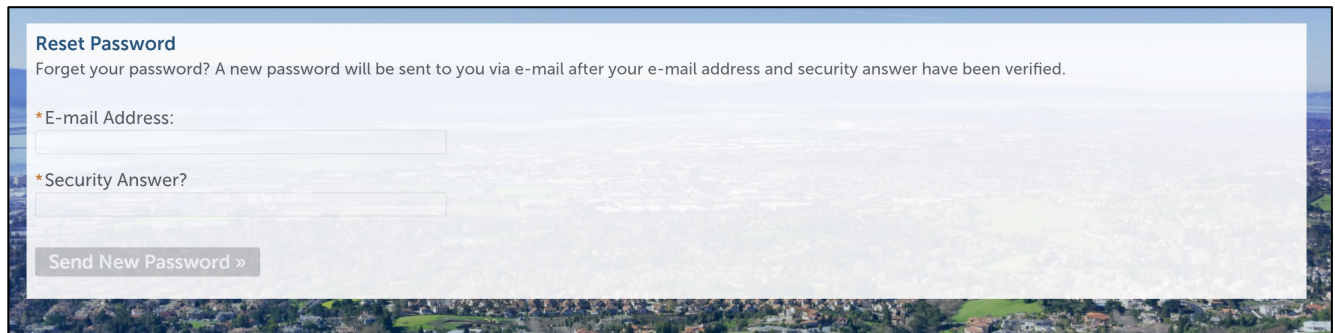 Reset Password
Forget your password? A new password will be sent to you via e-mail after your e-mail address and security answer have been verified.
*E-mail Address:
*Security Answer?
Send New Password »